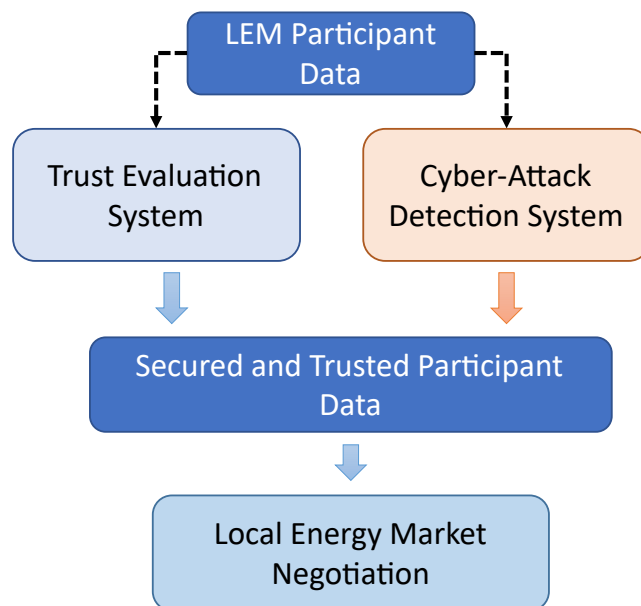 LEM Participant
Data
Trust Evaluation
System
Cyber-Attack
Detection System
Secured and Trusted Participant
Data
Local Energy Market
Negotiation